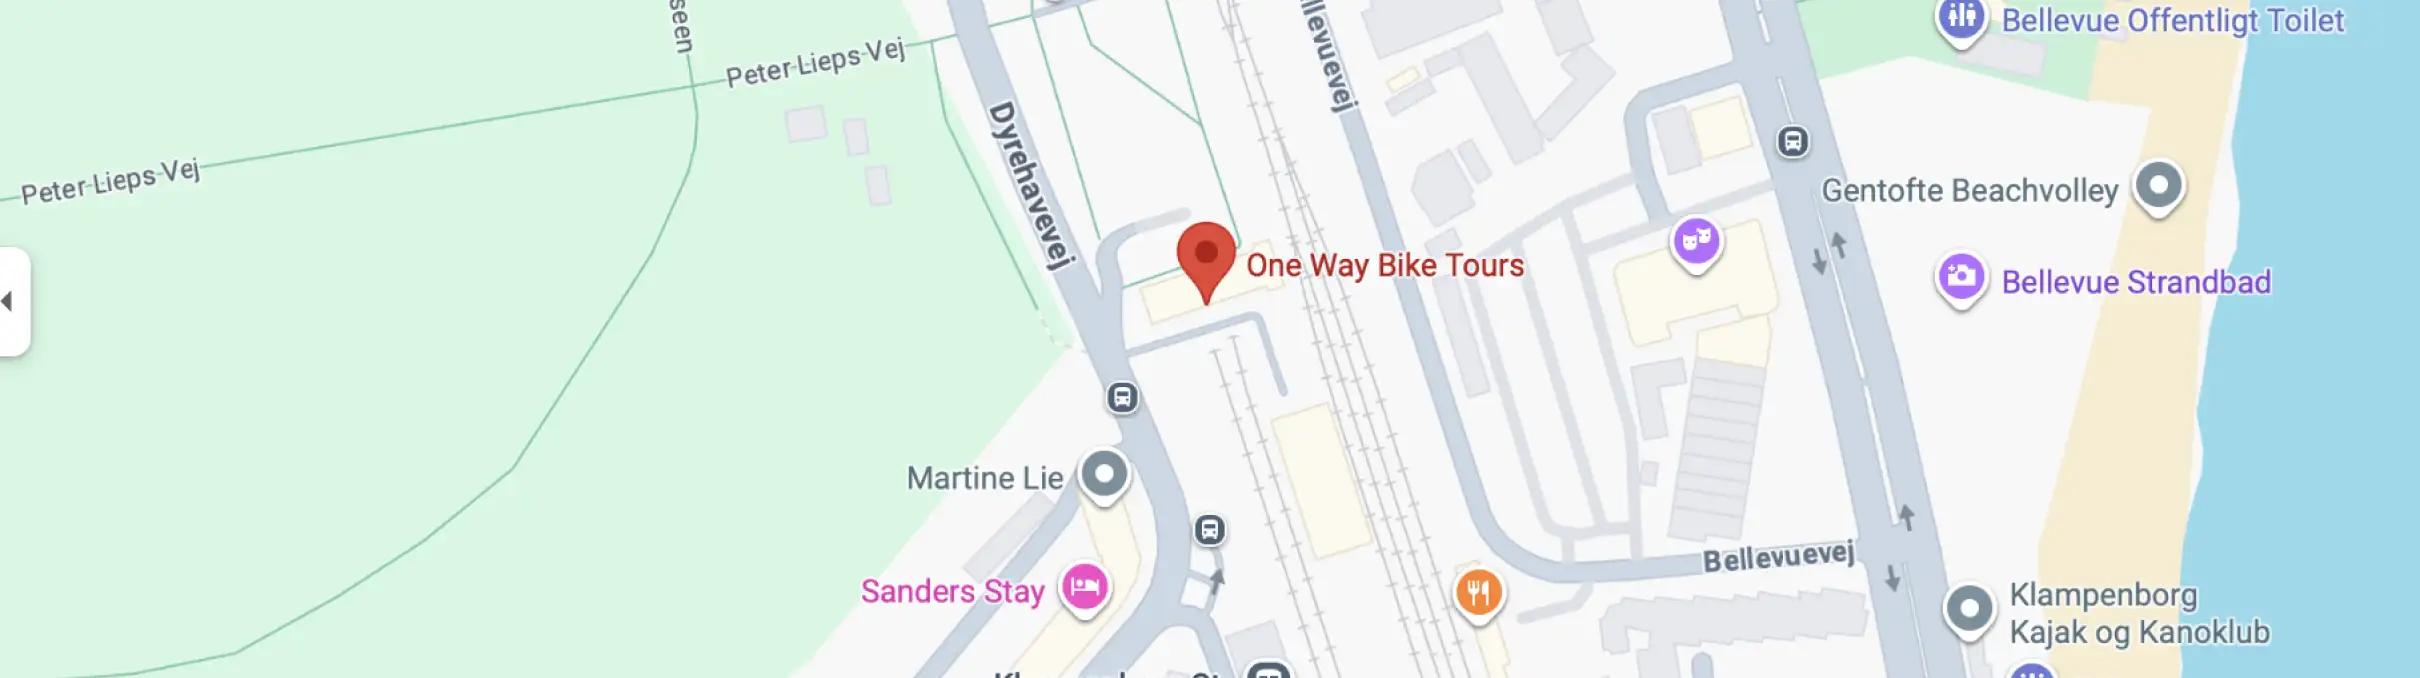 Bellevue Offentligt Toilet
Peter Lieps Vej
Dyrehavevej
Peter Lieps Vej
Gentofte Beachvolley
One Way Bike Tours
Bellevue Strandbad
Martine Lie
Bellevuevej
Sanders Stay
Klampenborg
Kajak og Kanoklub